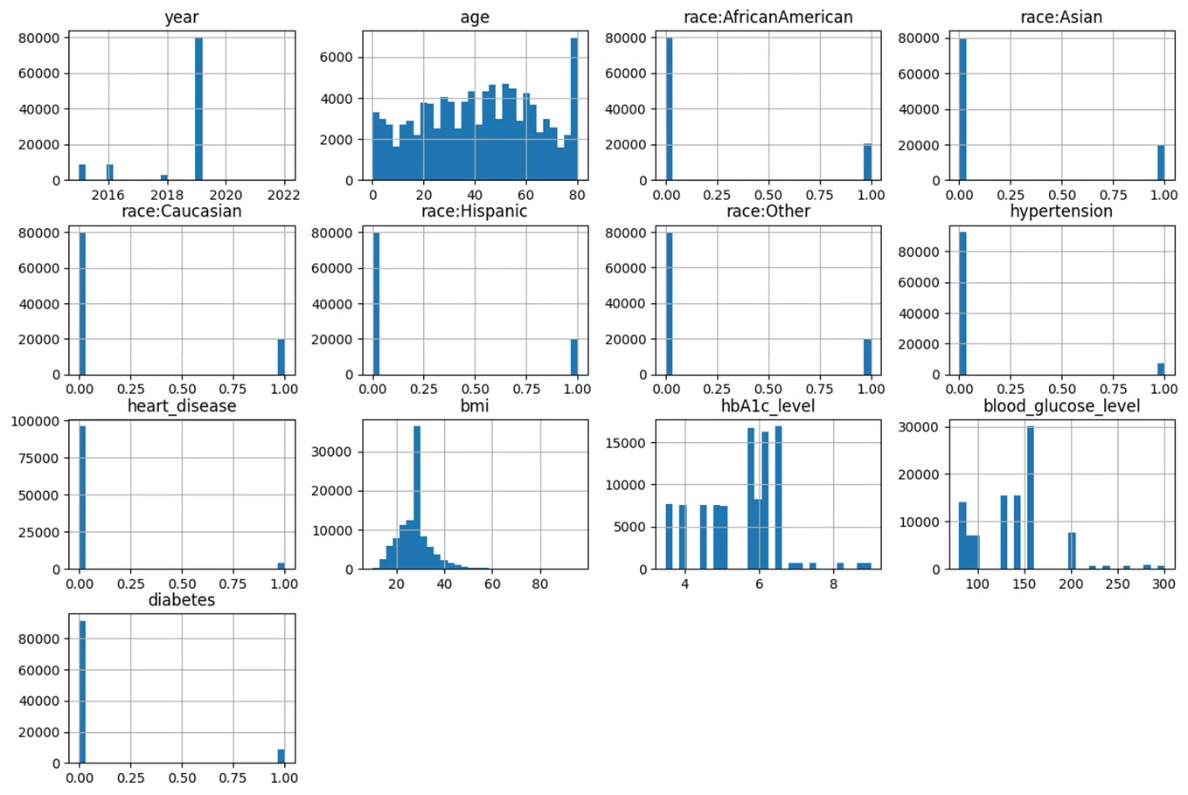 year age race:AfricanAmerican race:Asian
80000 6000 80000 80000
60000 4000 60000 60000
40000 2000 40000 40000
20000 0 20000 20000
0 0 0
2016 2018 2020 2022 0 20 40 60 80 0.00 0.25 0.50 0.75 1.00 0.00 0.25 0.50 0.75 1.00
race:Caucasian race:Hispanic race:Other hypertension
80000 80000 80000 80000
60000 60000 60000 60000
40000 40000 40000 40000
20000 20000 20000 20000
0 0 0 0
0.00 0.25 0.50 0.75 1.00 0.00 0.25 0.50 0.75 1.00 0.00 0.25 0.50 0.75 1.00 0.00 0.25 0.50 0.75 1.00
heart_disease bmi hbA1c_level blood_glucose_level
100000 30000 15000 30000
75000 20000 10000 20000
50000 10000 5000 10000
25000 0 0 0
0
0.00 0.25 0.50 0.75 1.00 20 40 60 80 4 6 8 100 150 200 250 300
diabetes
80000
60000
40000
20000
0
0.00 0.25 0.50 0.75 1.00